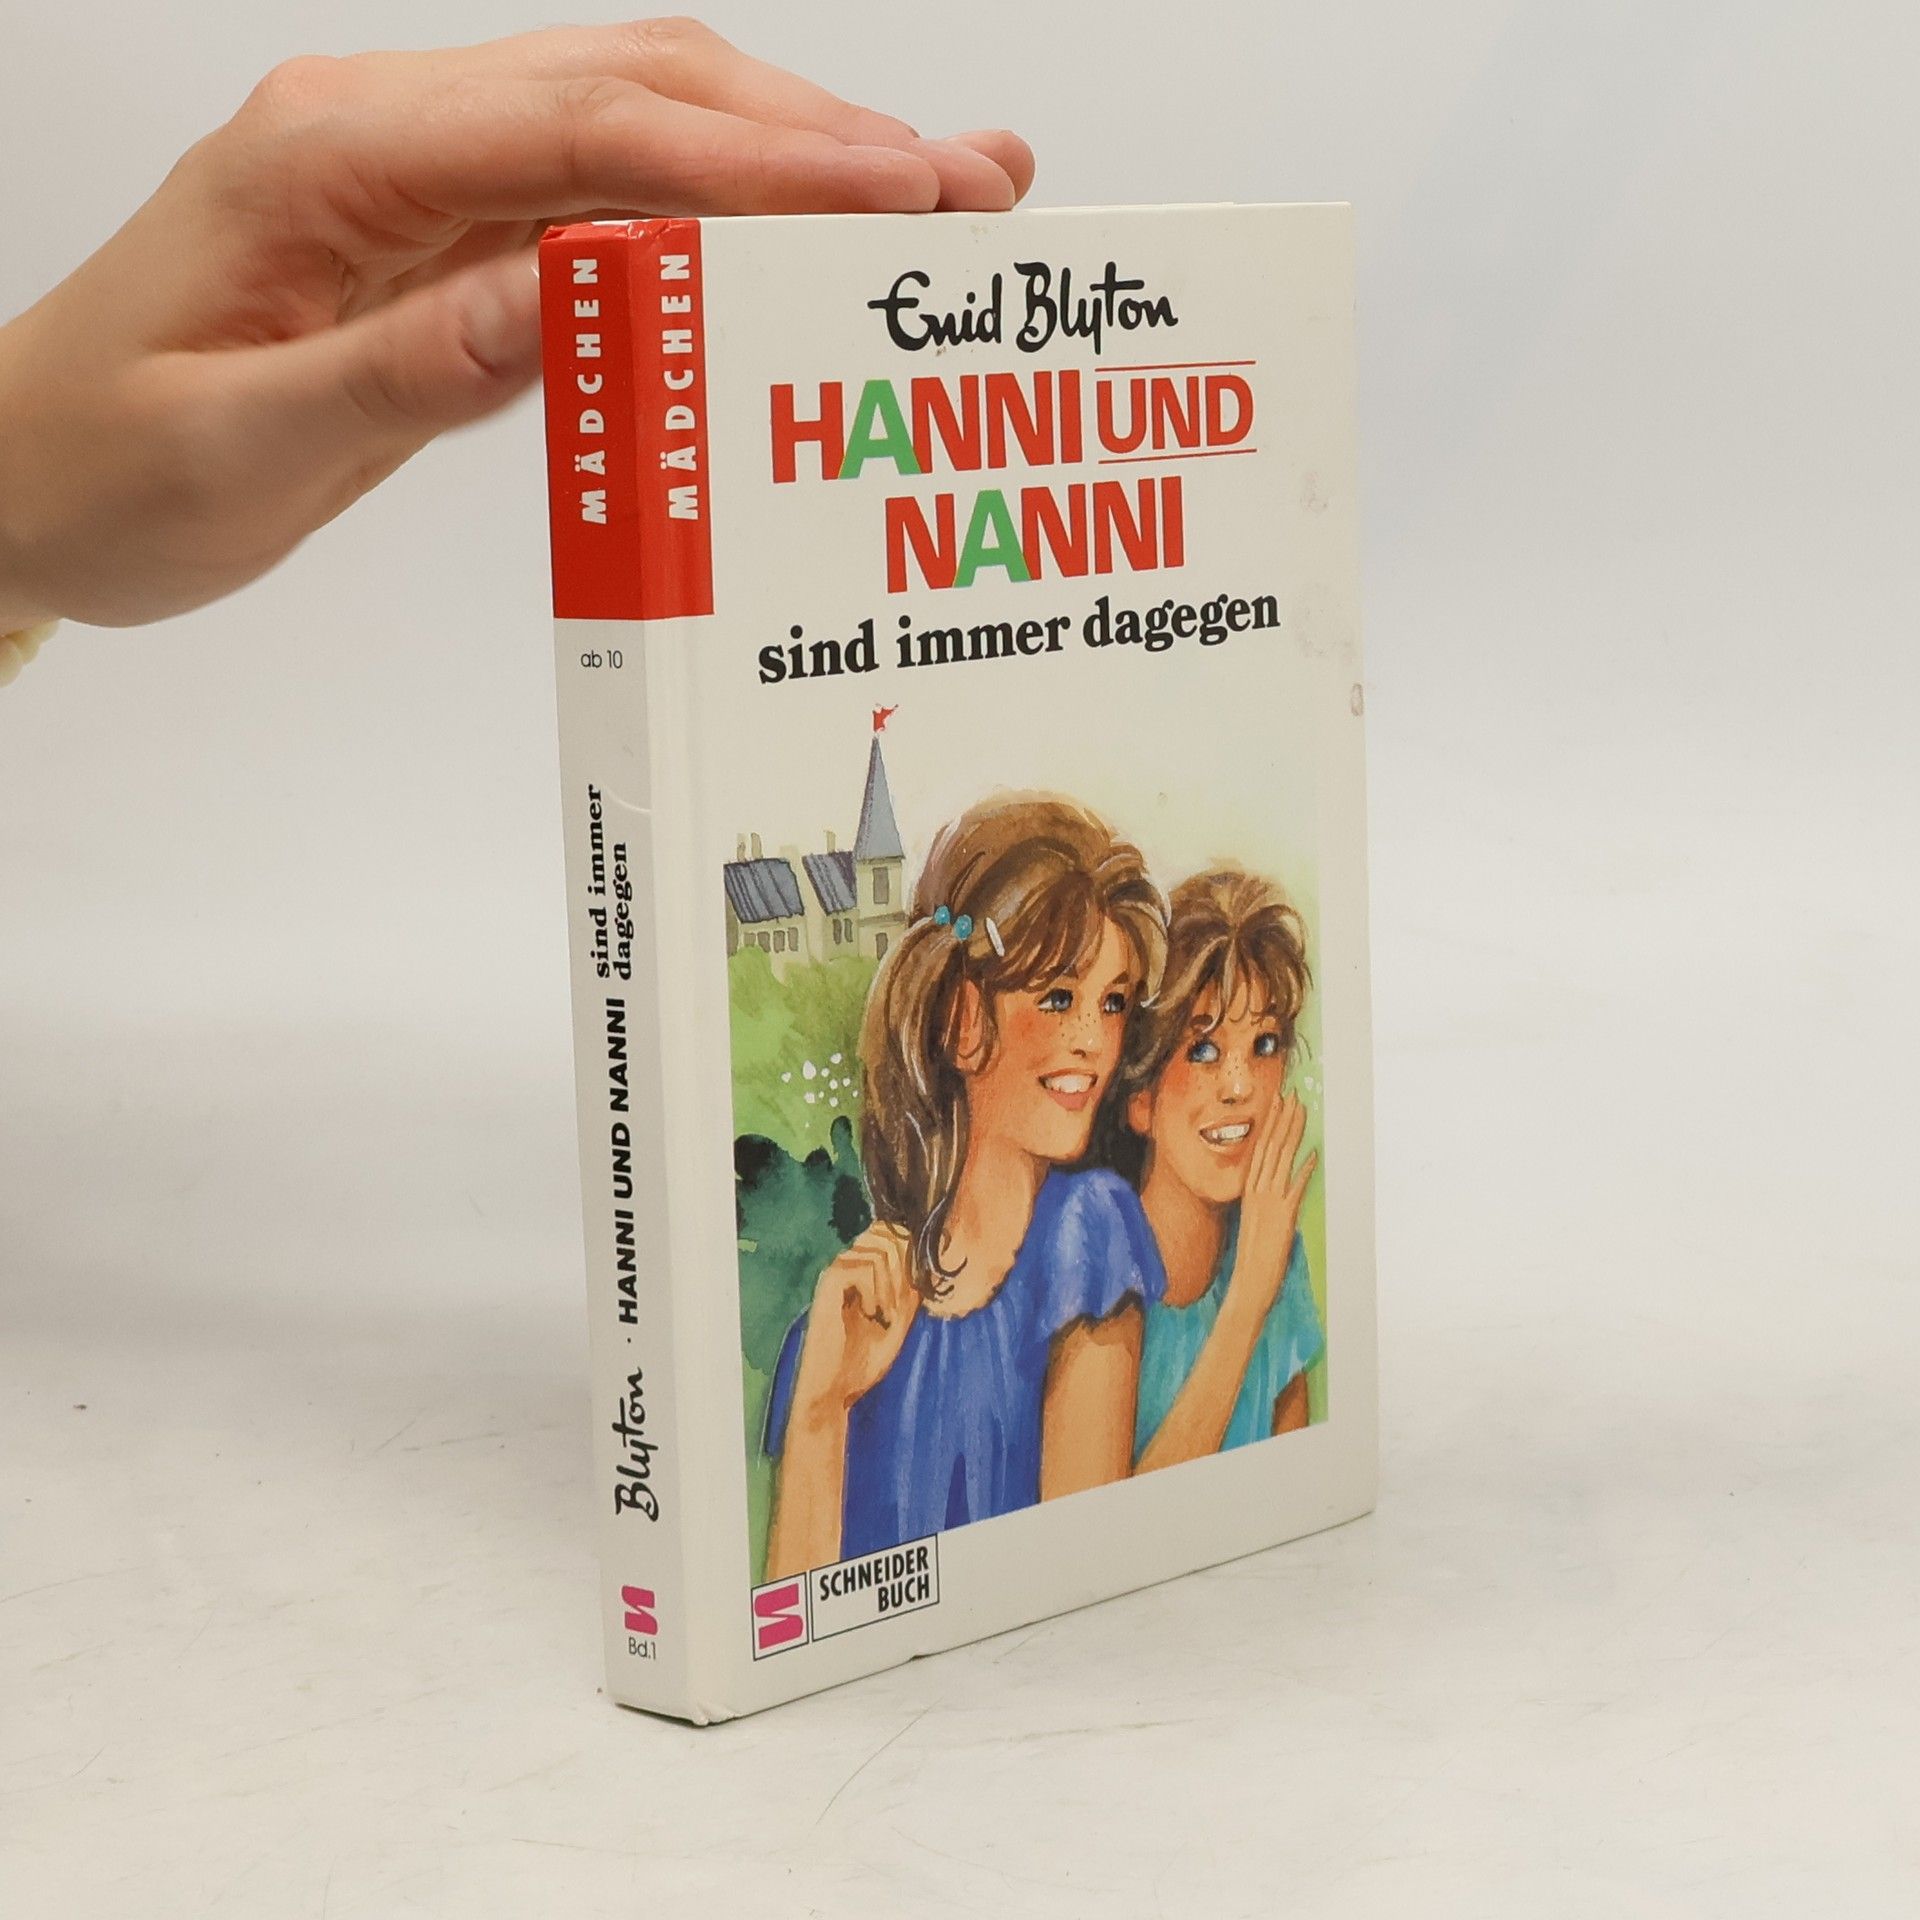 MÄDCHEN
MÄDCHEN
ab 10
Blyton · HANNI UND NANNI sind immer
dagegen
Bd.1
Enid Blyton
HANNI UND
NANNI
sind immer dagegen
SCHNEIDER
BUCH